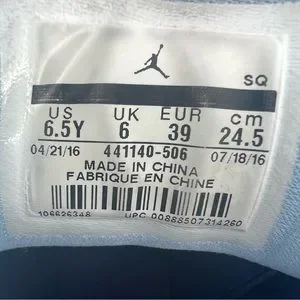 SQ
US UK EUR cm
6.5Y 6 39 24.5
04/21/16 441140-506 07/18/16
MADE IN CHINA
FABRIQUE EN CHINE
106626348 UPC 00888507314260